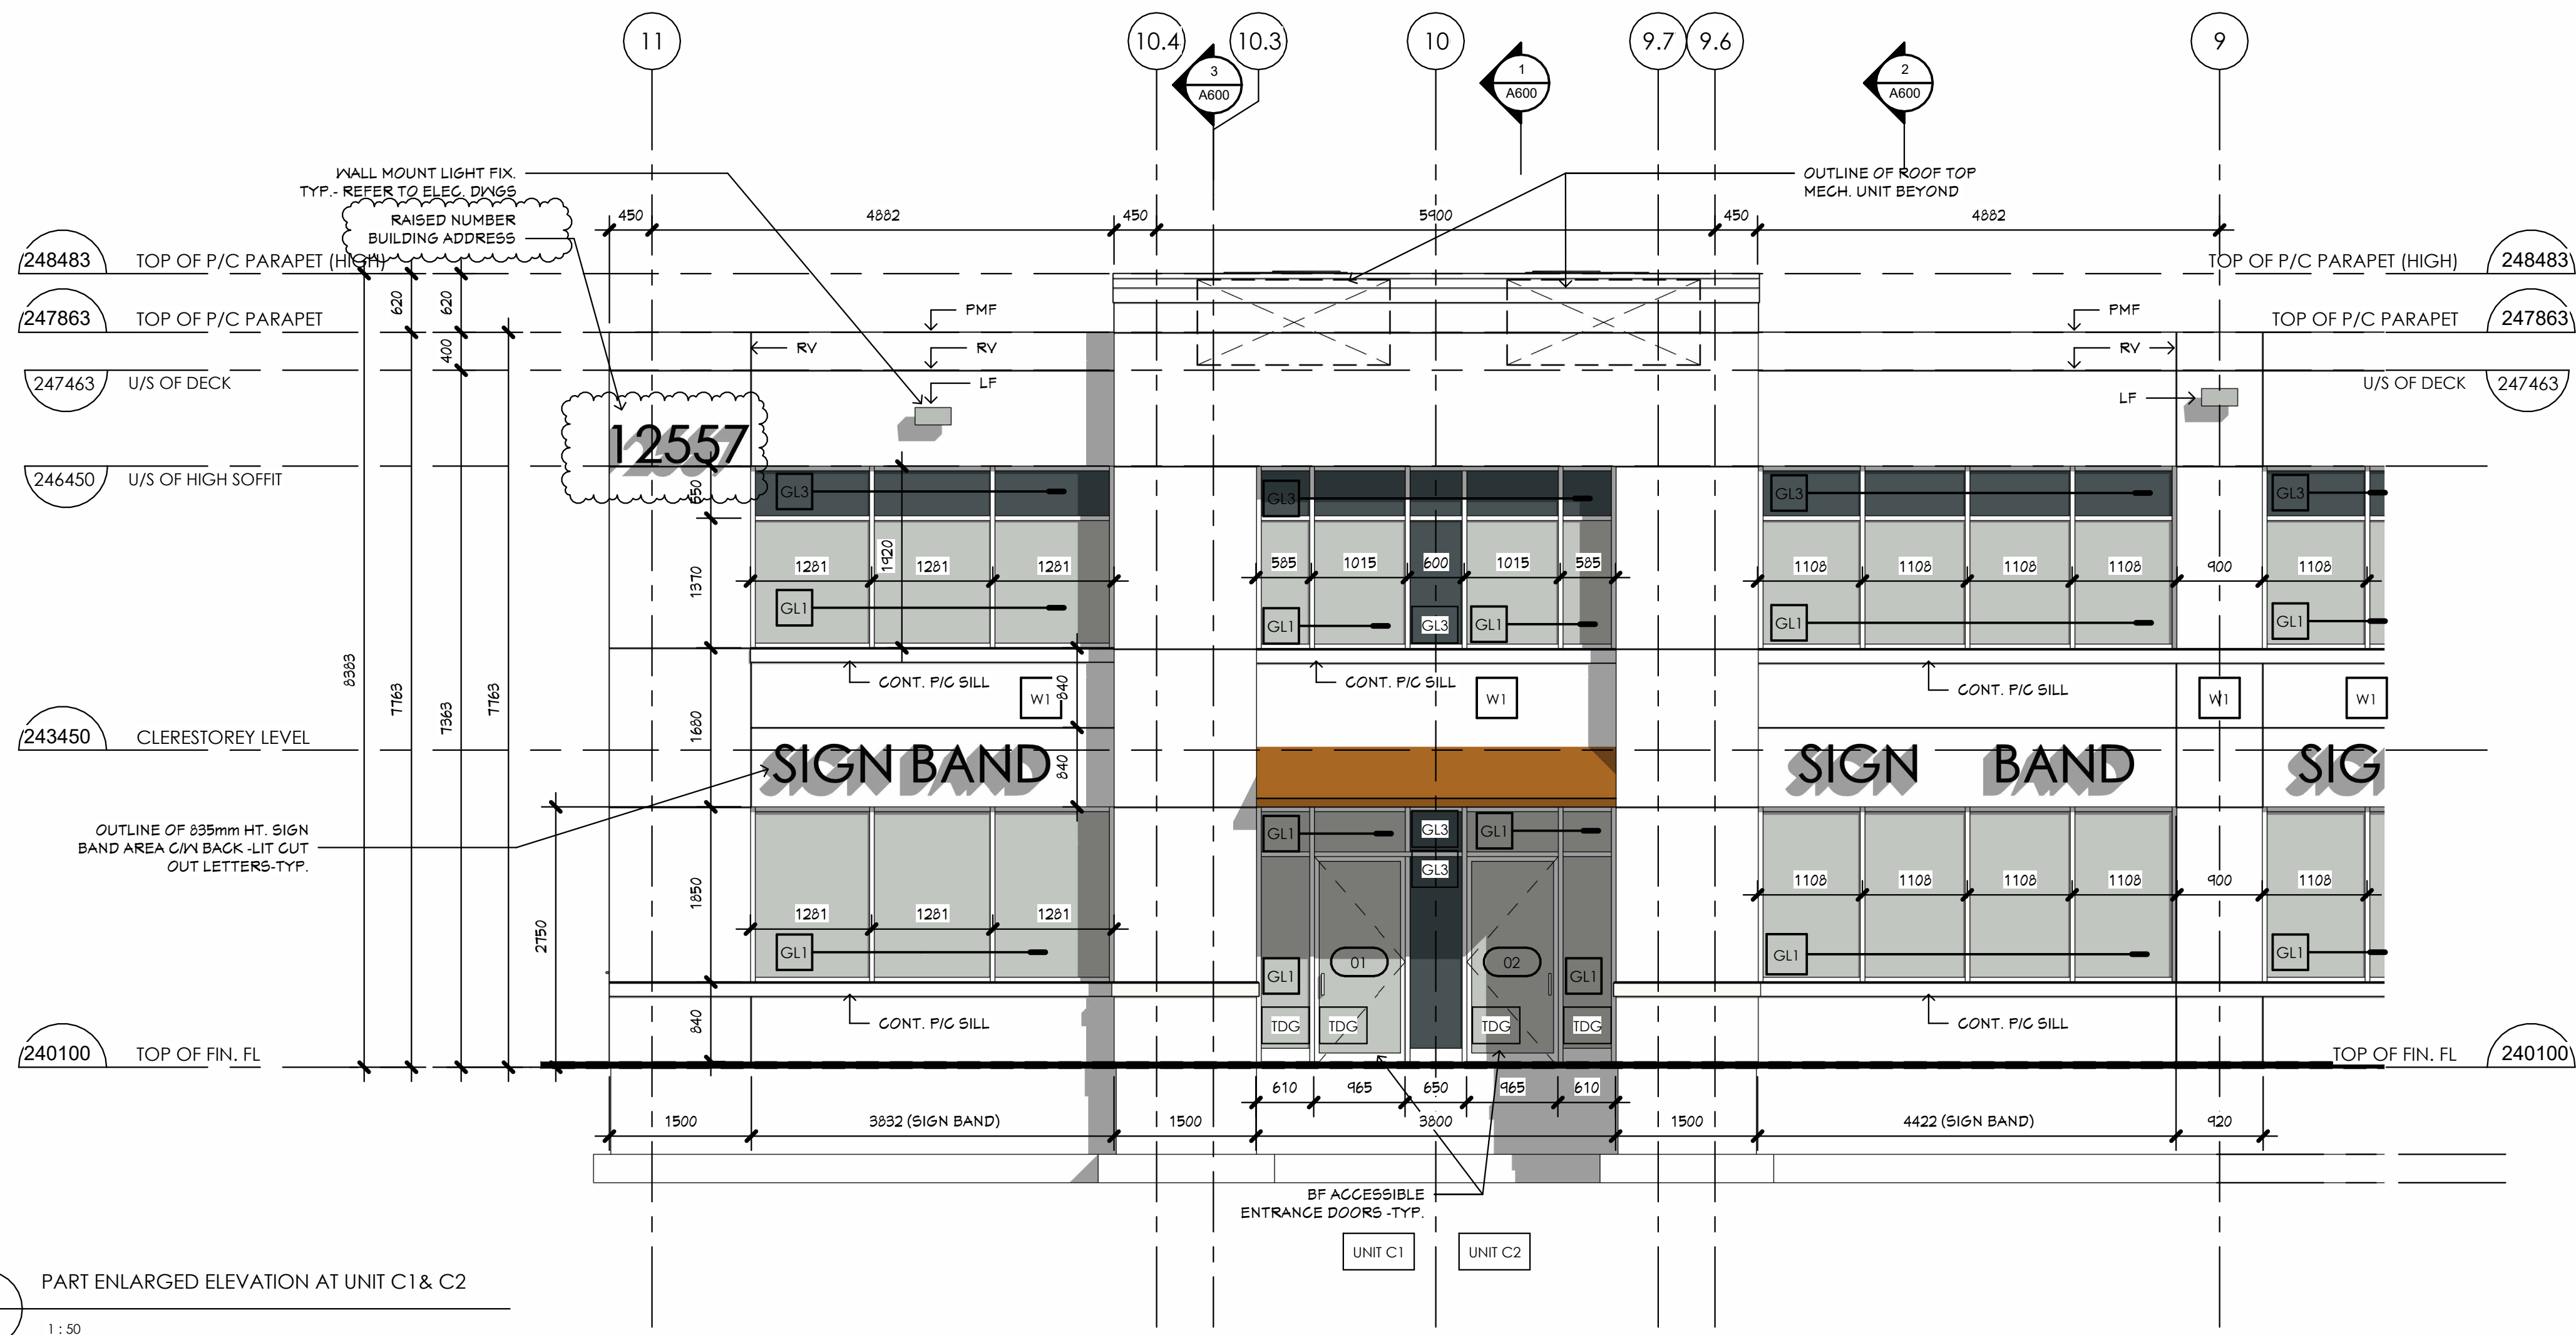 11
10.4
10.3
10
9.7
9.6
9
3
A600
1
A600
2
A600
WALL MOUNT LIGHT FIX.
TYP.- REFER TO ELEC. DWGS
RAISED NUMBER
BUILDING ADDRESS
OUTLINE OF ROOF TOP
MECH. UNIT BEYOND
450
4882
450
5900
450
4882
248483
TOP OF P/C PARAPET (HIGH)
TOP OF P/C PARAPET (HIGH)
248483
620
620
PMF
PMF
247863
TOP OF P/C PARAPET
TOP OF P/C PARAPET
247863
400
RV
RV
RV
247463
U/S OF DECK
LF
LF
U/S OF DECK
247463
12557
246450
U/S OF HIGH SOFFIT
550
GL3
GL3
GL3
GL3
1370
1920
1281
1281
1281
585
1015
600
1015
585
1108
1108
1108
1108
900
1108
GL1
GL1
GL3
GL1
GL1
GL1
8383
7763
7363
7763
1680
CONT. P/C SILL
CONT. P/C SILL
CONT. P/C SILL
W1
840
W1
W1
W1
243450
CLERESTOREY LEVEL
SIGN BAND
840
SIGN BAND
SIG
OUTLINE OF 835mm HT. SIGN
BAND AREA C/W BACK -LIT CUT
OUT LETTERS-TYP.
GL1
GL3
GL1
GL3
2750
1850
1281
1281
1281
1108
1108
1108
1108
900
1108
GL1
01
02
GL1
GL1
GL1
GL1
840
CONT. P/C SILL
TDG
TDG
TDG
TDG
CONT. P/C SILL
240100
TOP OF FIN. FL
TOP OF FIN. FL
240100
610
965
650
965
610
1500
3832 (SIGN BAND)
1500
3800
1500
4422 (SIGN BAND)
920
BF ACCESSIBLE
ENTRANCE DOORS -TYP.
UNIT C1
UNIT C2
PART ENLARGED ELEVATION AT UNIT C1& C2
1 : 50